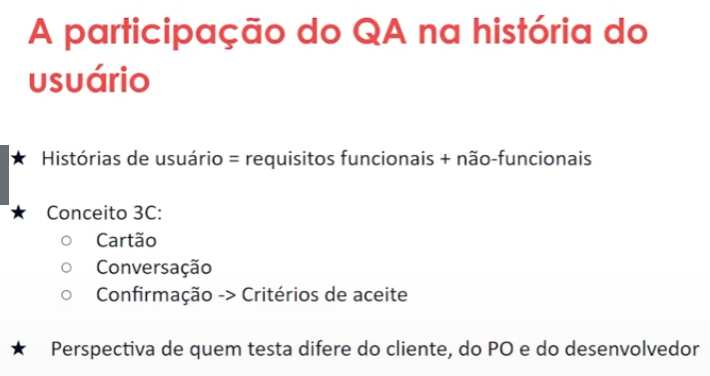 A participação do QA na história do
usuário
★ Histórias de usuário = requisitos funcionais + não-funcionais
★ Conceito 3C:
○ Cartão
○ Conversação
○ Confirmação -> Critérios de aceite
★ Perspectiva de quem testa difere do cliente, do PO e do desenvolvedor